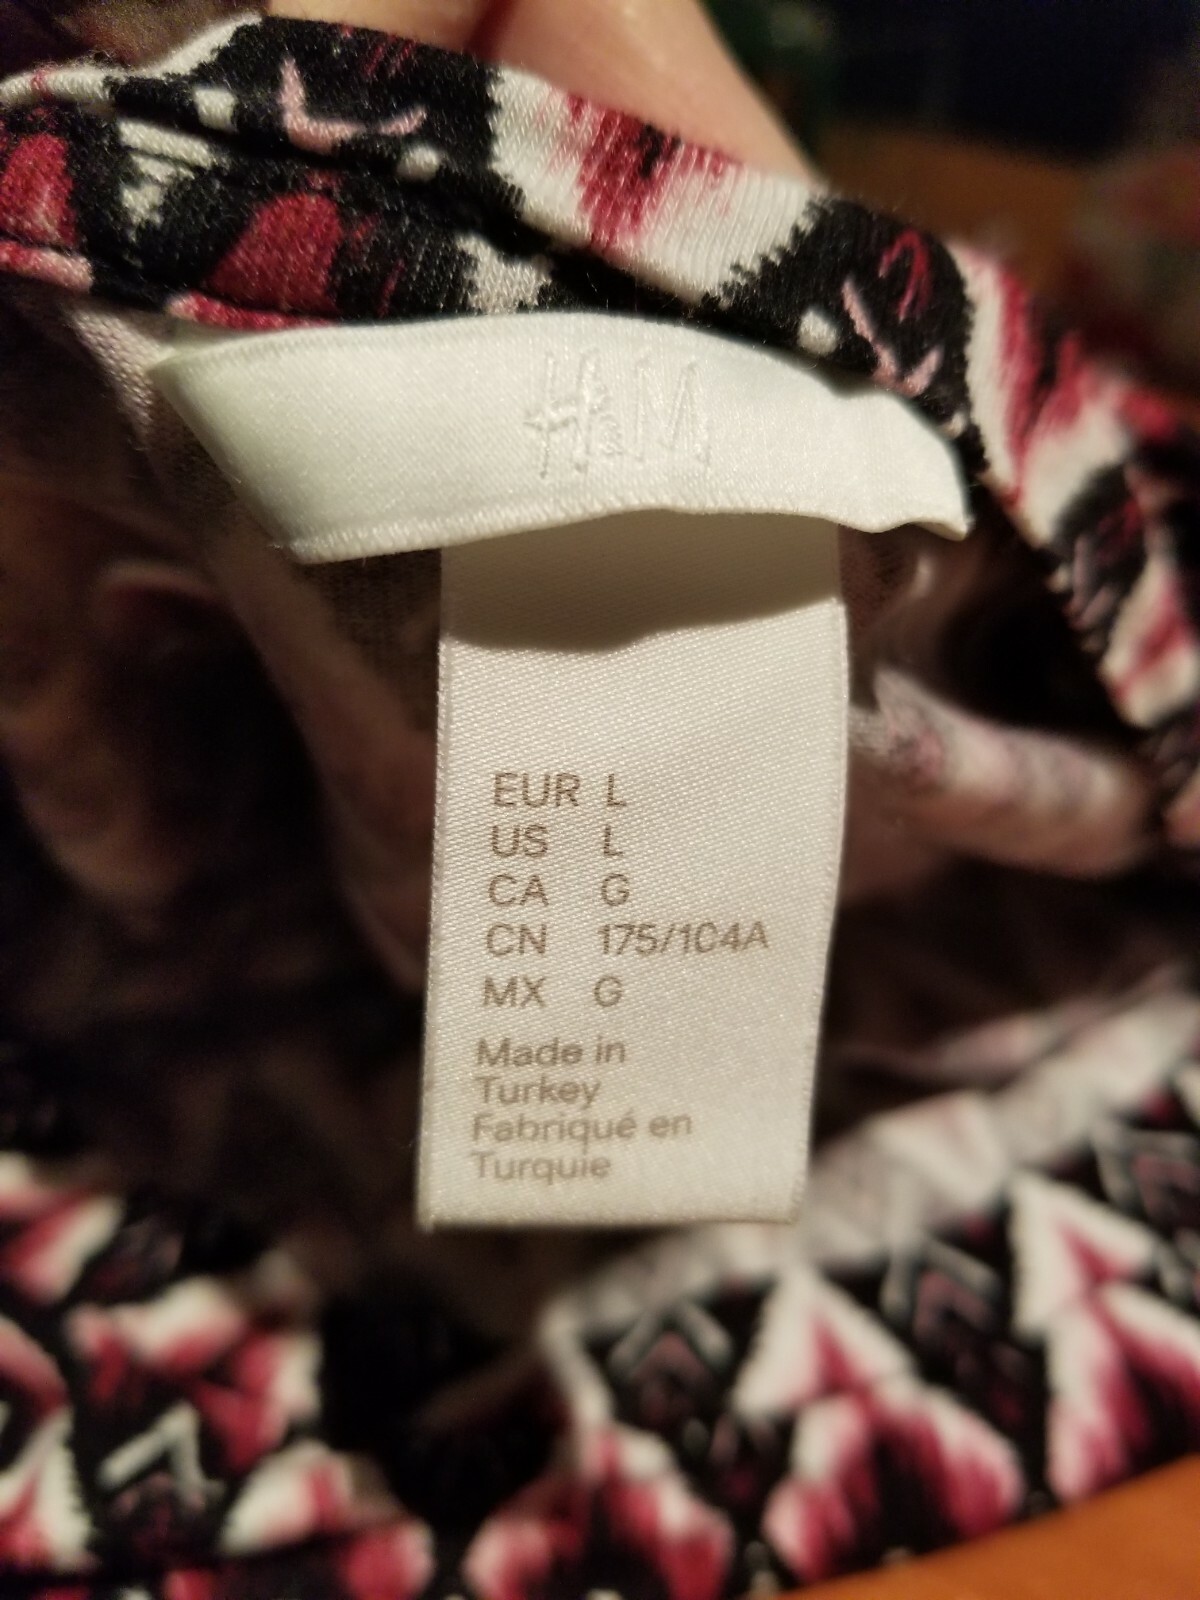 H&M
EUR L
US L
CA G
CN 175/104A
MX G
Made in
Turkey
Fabriqué en
Turquie